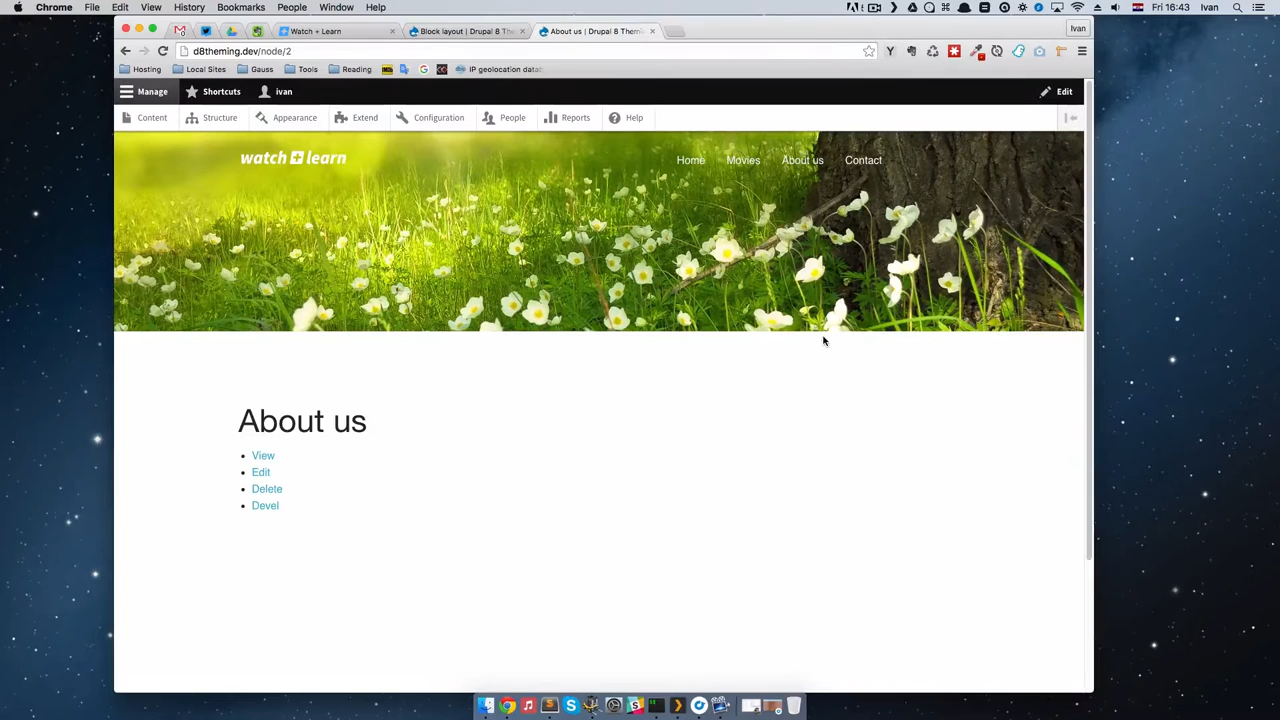 Chrome File Edit View History Bookmarks People Window Help Fri 16:43 Ivan
Watch + Learn Block layout | Drupal 8 The About us | Drupal 8 Themi Ivan
d8theming.dev/node/2
Hosting Local Sites Gauss Tools Reading IP geolocation datab
Manage Shortcuts ivan Edit
Content Structure Appearance Extend Configuration People Reports Help
watch learn Home Movies About us Contact
About us
View
Edit
Delete
Devel